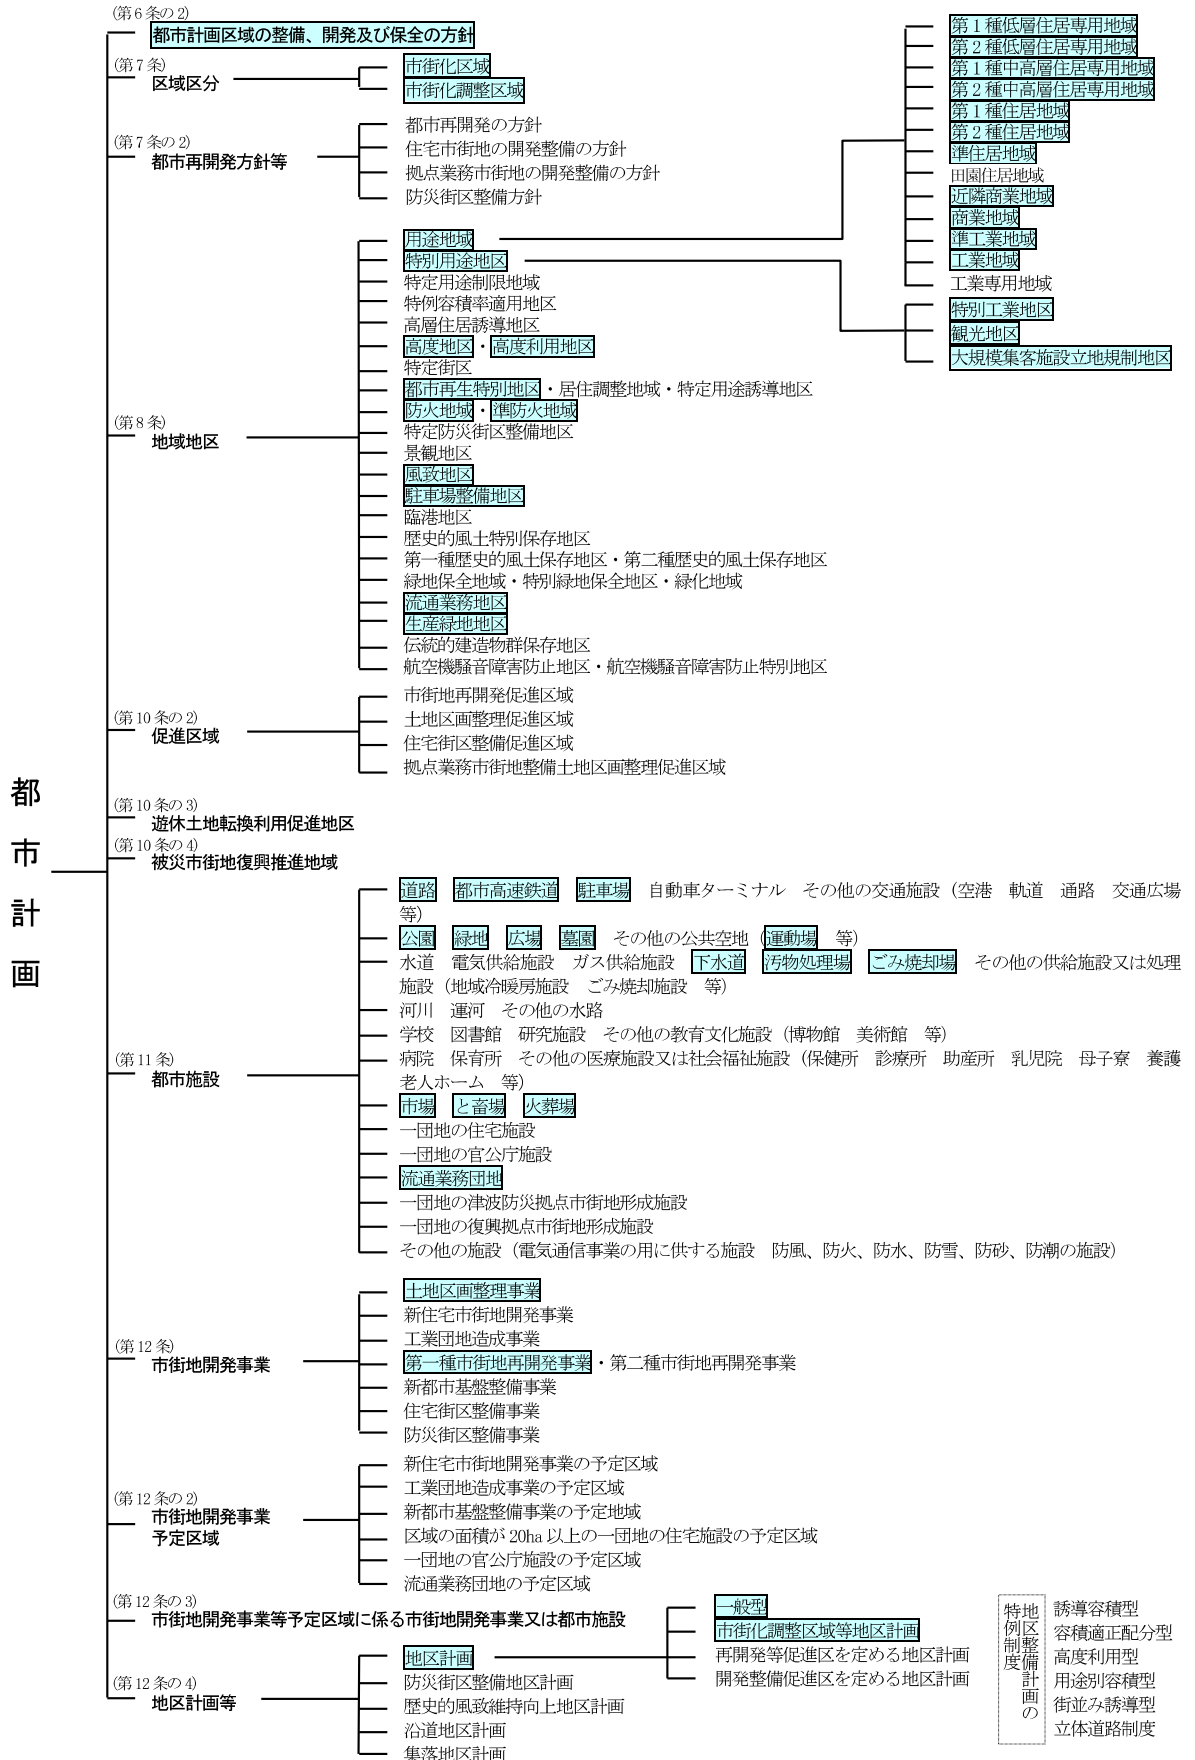 都市計画
(第6条の2)
都市計画区域の整備、開発及び保全の方針
(第7条)
区域区分
市街化区域
市街化調整区域
(第7条の2)
都市再開発方針等
都市再開発の方針
住宅市街地の開発整備の方針
拠点業務市街地の開発整備の方針
防災街区整備方針
(第8条)
地域地区
用途地域
特別用途地区
特定用途制限地域
特例容積率適用地区
高層住居誘導地区
高度地区・高度利用地区
特定街区
都市再生特別地区・居住調整地域・特定用途誘導地区
防火地域・準防火地域
特定防災街区整備地区
景観地区
風致地区
駐車場整備地区
臨港地区
歴史的風土特別保存地区
第一種歴史的風土保存地区・第二種歴史的風土保存地区
緑地保全地域・特別緑地保全地区・緑化地域
流通業務地区
生産緑地地区
伝統的建造物群保存地区
航空機騒音障害防止地区・航空機騒音障害防止特別地区
第1種低層住居専用地域
第2種低層住居専用地域
第1種中高層住居専用地域
第2種中高層住居専用地域
第1種住居地域
第2種住居地域
準住居地域
田園住居地域
近隣商業地域
商業地域
準工業地域
工業地域
工業専用地域
特別工業地区
観光地区
大規模集客施設立地規制地区
(第10条の2)
促進区域
市街地再開発促進区域
土地区画整理促進区域
住宅街区整備促進区域
拠点業務市街地整備土地区画整理促進区域
(第10条の3)
遊休土地転換利用促進地区
(第10条の4)
被災市街地復興推進地域
(第11条)
都市施設
道路　都市高速鉄道　駐車場　自動車ターミナル　その他の交通施設（空港　軌道　通路　交通広場
等）
公園　緑地　広場　墓園　その他の公共空地（運動場　等）
水道　電気供給施設　ガス供給施設　下水道　汚物処理場　ごみ焼却場　その他の供給施設又は処理
施設（地域冷暖房施設　ごみ焼却施設　等）
河川　運河　その他の水路
学校　図書館　研究施設　その他の教育文化施設（博物館　美術館　等）
病院　保育所　その他の医療施設又は社会福祉施設（保健所　診療所　助産所　乳児院　母子寮　養護
老人ホーム　等）
市場　と畜場　火葬場
一団地の住宅施設
一団地の官公庁施設
流通業務団地
一団地の津波防災拠点市街地形成施設
一団地の復興拠点市街地形成施設
その他の施設（電気通信事業の用に供する施設　防風、防火、防水、防雪、防砂、防潮の施設）
(第12条)
市街地開発事業
土地区画整理事業
新住宅市街地開発事業
工業団地造成事業
第一種市街地再開発事業・第二種市街地再開発事業
新都市基盤整備事業
住宅街区整備事業
防災街区整備事業
(第12条の2)
市街地開発事業
予定区域
新住宅市街地開発事業の予定区域
工業団地造成事業の予定区域
新都市基盤整備事業の予定地域
区域の面積が20ha以上の一団地の住宅施設の予定区域
一団地の官公庁施設の予定区域
流通業務団地の予定区域
(第12条の3)
市街地開発事業等予定区域に係る市街地開発事業又は都市施設
(第12条の4)
地区計画等
地区計画
防災街区整備地区計画
歴史的風致維持向上地区計画
沿道地区計画
集落地区計画
一般型
市街化調整区域等地区計画
再開発等促進区を定める地区計画
開発整備促進区を定める地区計画
地区整備計画の
特例制度
誘導容積型
容積適正配分型
高度利用型
用途別容積型
街並み誘導型
立体道路制度